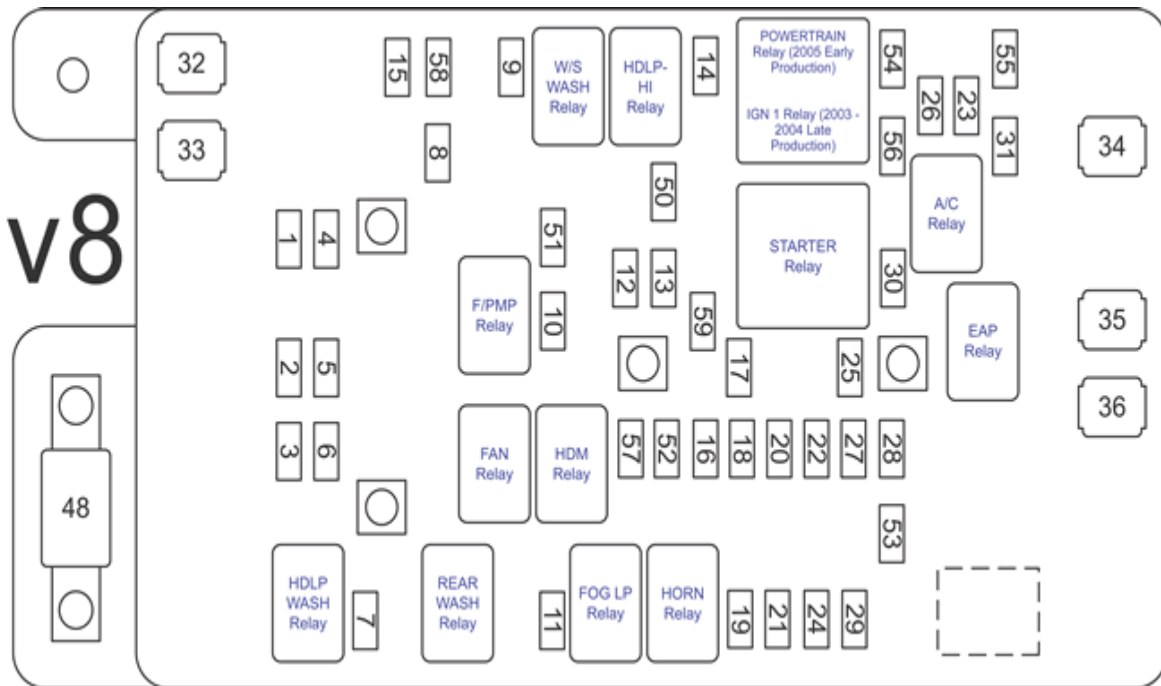 32
15
58
9
W/S
WASH
Relay
HDLP-
HI
Relay
14
POWERTRAIN
Relay (2005 Early
Production)
IGN 1 Relay (2003 -
2004 Late
Production)
54
55
26
23
33
8
56
31
34
50
A/C
Relay
v8
1
4
51
STARTER
Relay
12
13
30
F/PMP
Relay
10
59
EAP
Relay
35
2
5
17
25
36
3
6
FAN
Relay
HDM
Relay
57
52
16
18
20
22
27
28
48
53
HDLP
WASH
Relay
7
REAR
WASH
Relay
11
FOG LP
Relay
HORN
Relay
19
21
24
29